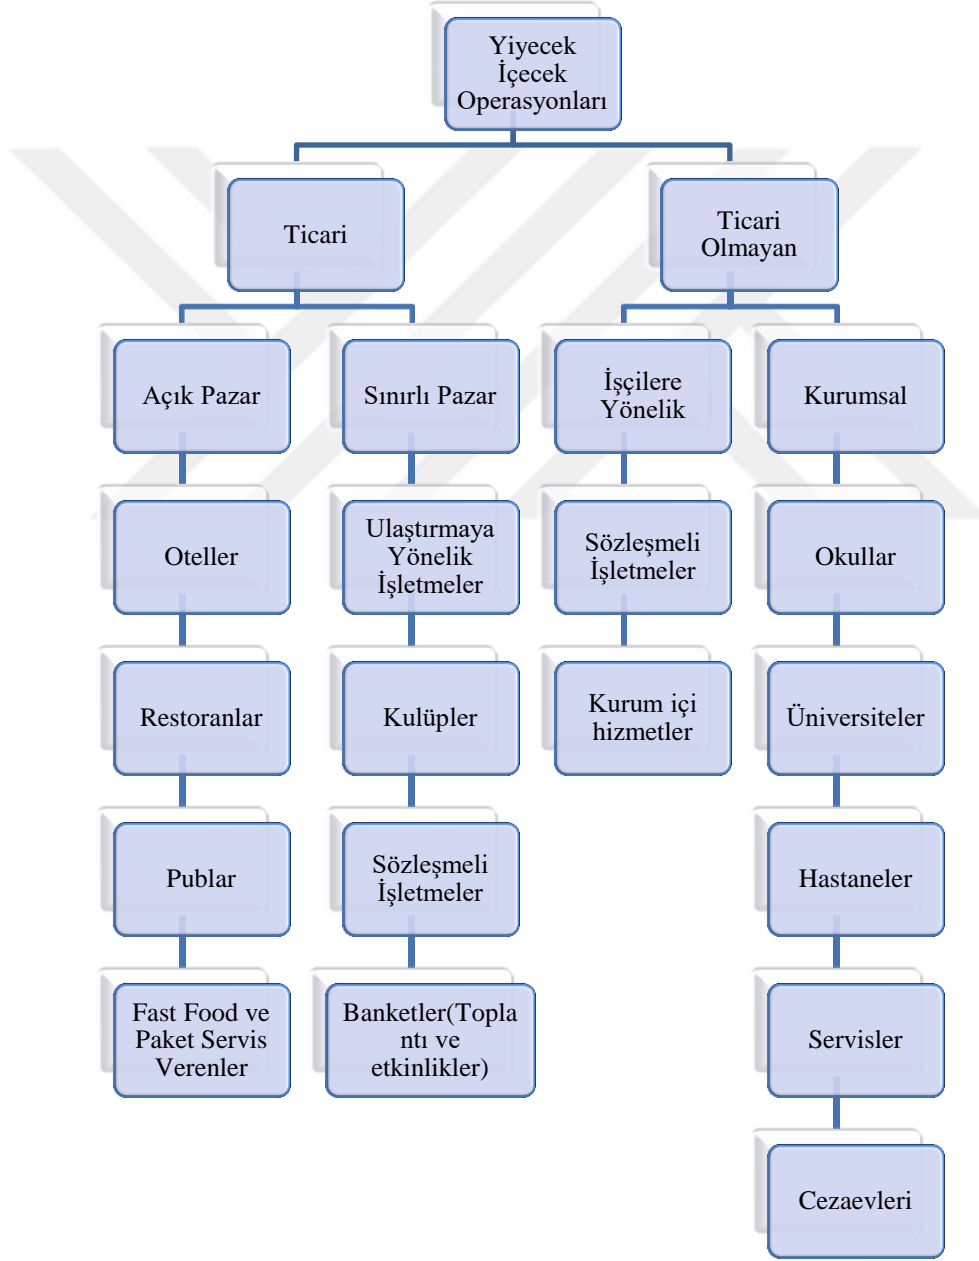 Yiyecek
İçecek
Operasyonları
Ticari
Ticari
Olmayan
Açık Pazar
Sınırlı Pazar
İşçilere
Yönelik
Kurumsal
Oteller
Ulaştırmaya
Yönelik
İşletmeler
Sözleşmeli
İşletmeler
Okullar
Restoranlar
Kulüpler
Kurum içi
hizmetler
Üniversiteler
Publar
Sözleşmeli
İşletmeler
Hastaneler
Fast Food ve
Paket Servis
Verenler
Banketler(Topla
ntı ve
etkinlikler)
Servisler
Cezaevleri